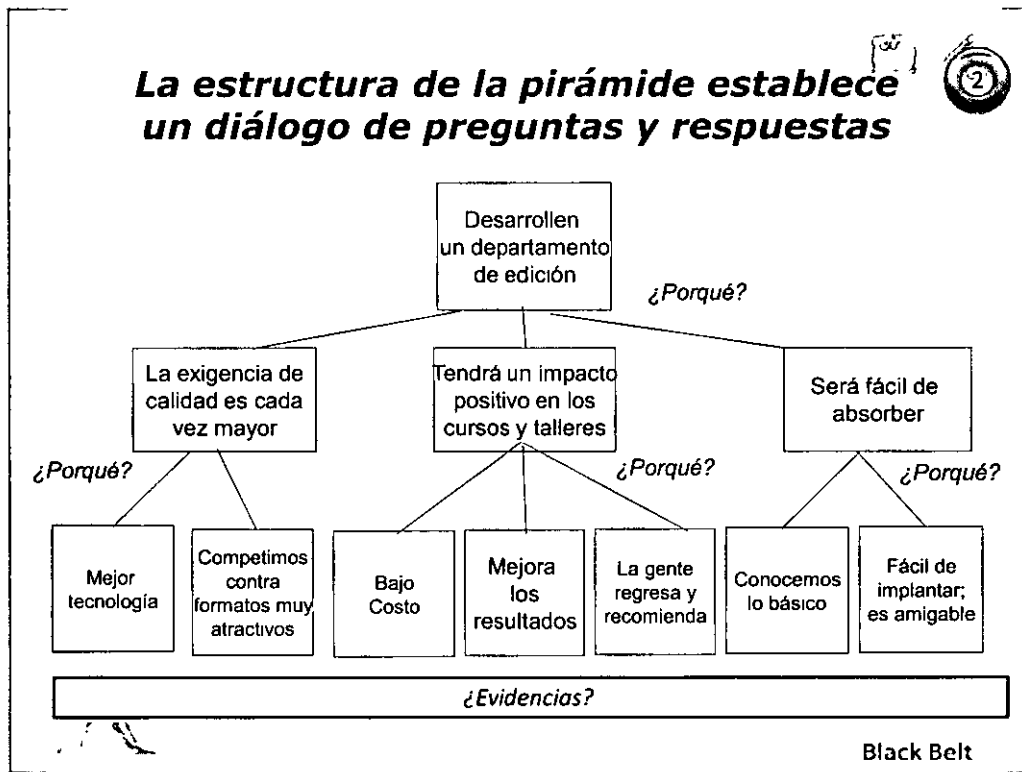 2
La estructura de la pirámide establece
un diálogo de preguntas y respuestas
Desarrollen
un departamento
de edición
¿Porqué?
La exigencia de
calidad es cada
vez mayor
Tendrá un impacto
positivo en los
cursos y talleres
Será fácil de
absorber
¿Porqué?
¿Porqué?
¿Porqué?
Mejor
tecnología
Competimos
contra
formatos muy
atractivos
Bajo
Costo
Mejora
los
resultados
La gente
regresa y
recomienda
Conocemos
lo básico
Fácil de
implantar;
es amigable
¿Evidencias?
Black Belt